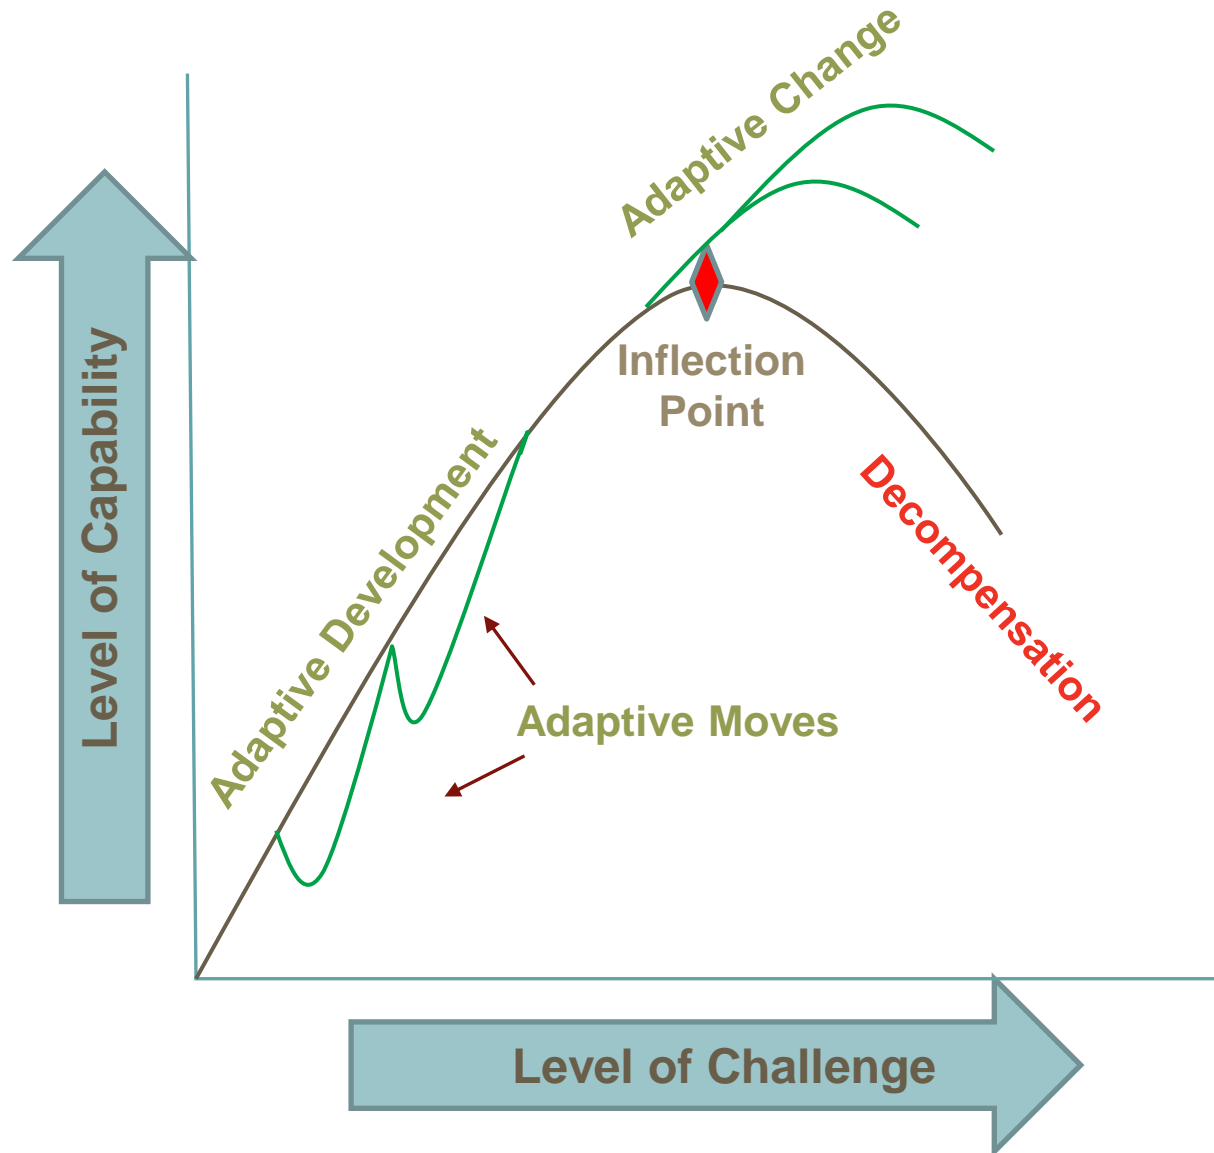 Adaptive Change
Level of Capability
Inflection
Point
Adaptive Development
Decompensation
Adaptive Moves
Level of Challenge